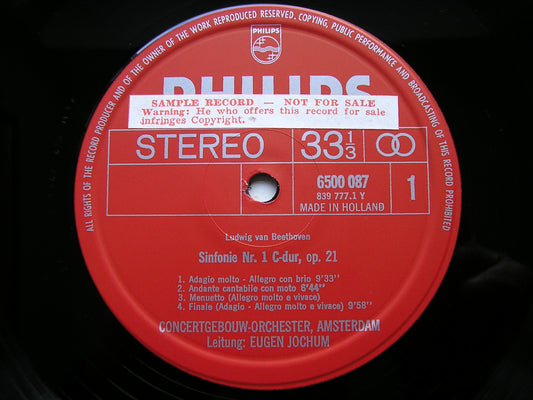 ALL RIGHTS OF THE RECORD PRODUCER AND OF THE OWNER OF THE WORK REPRODUCED RESERVED. COPYING, PUBLIC PERFORMANCE AND BROADCASTING OF THIS RECORD PROHIBITED
PHILIPS
PHILIPS
SAMPLE RECORD — NOT FOR SALE
Warning: He who offers this record for sale
infringes Copyright.
STEREO 33 1/3
6500 087
839 777.1 Y
MADE IN HOLLAND
1
Ludwig van Beethoven
Sinfonie Nr. 1 C-dur, op. 21
1. Adagio molto - Allegro con brio 9'33''
2. Andante cantabile con moto 6'44''
3. Menuetto (Allegro molto e vivace)
4. Finale (Adagio - Allegro molto e vivace) 9'58''
CONCERTGEBOUW-ORCHESTER, AMSTERDAM
Leitung: EUGEN JOCHUM